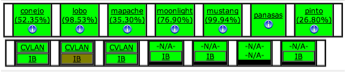 conejo lobo mapache moonlight mustang panasas pinto
(52.35%) (98.53%) (35.30%) (76.90%) (99.94%) (26.80%)
CVLAN CVLAN CVLAN -N/A- -N/A- -N/A- -N/A-
IB IB IB IB IB -N/A- IB